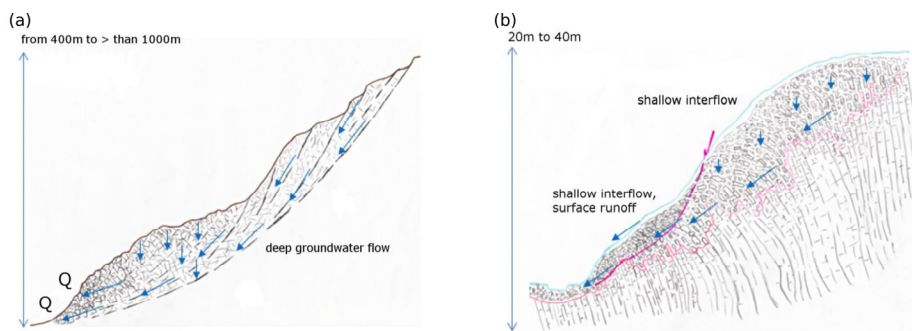 (a)
from 400m to > than 1000m
deep groundwater flow
Q
Q
(b)
20m to 40m
shallow interflow
shallow interflow,
surface runoff